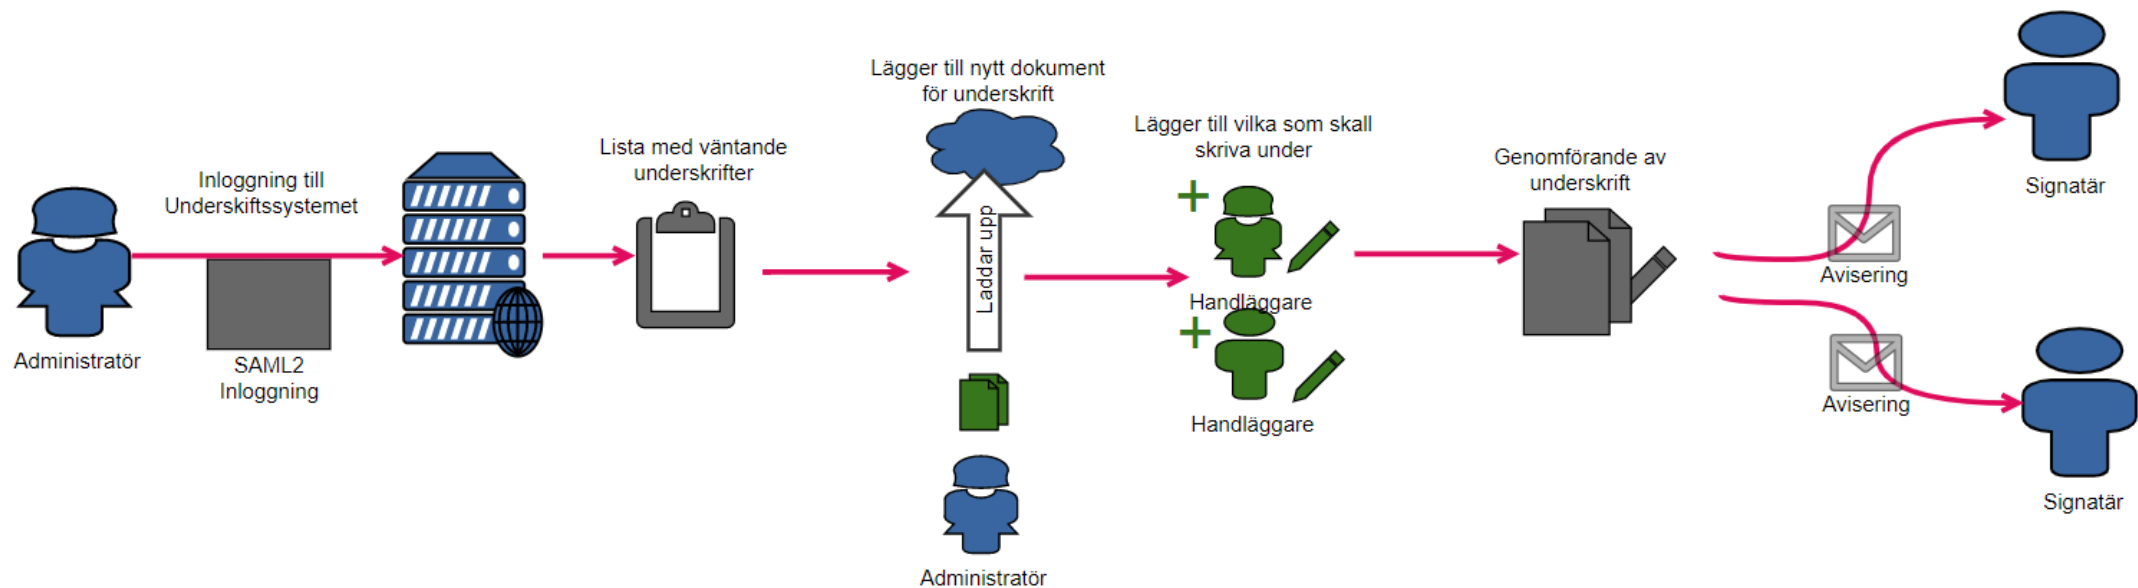 Administratör
Inloggning till
Underskiftssystemet
SAML2
Inloggning
Lista med väntande
underskrifter
Lägger till nytt dokument
för underskrift
Laddar upp
Administratör
Lägger till vilka som skall
skriva under
Handläggare
Handläggare
Genomförande av
underskrift
Avisering
Avisering
Signatär
Signatär